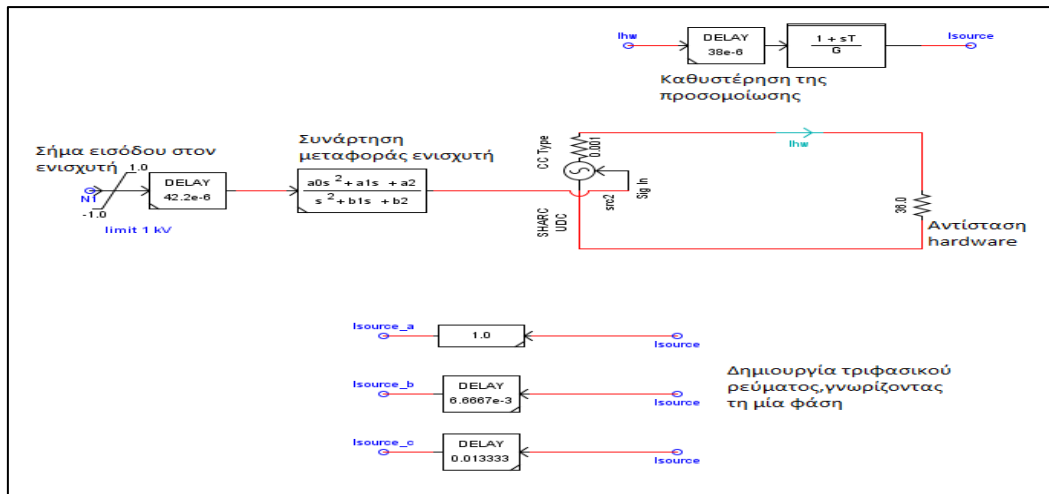 Ihw
DELAY
38e-6
1 + sT
G
Isource
Καθυστέρηση της
προσομοίωσης
Σήμα εισόδου στον
ενισχυτή
1.0
N1
-1.0
limit 1 kV
DELAY
42.2e-6
Συνάρτηση
μεταφοράς ενισχυτή
a0s 2 + a1s + a2
s 2 + b1s + b2
CC Type
0.001
SHARC
UDC
src2
Sig In
Ihw
36.0
Αντίσταση
hardware
Isource_a
1.0
Isource
Isource_b
DELAY
6.6667e-3
Isource
Isource_c
DELAY
0.013333
Isource
Δημιουργία τριφασικού
ρεύματος,γνωρίζοντας
τη μία φάση